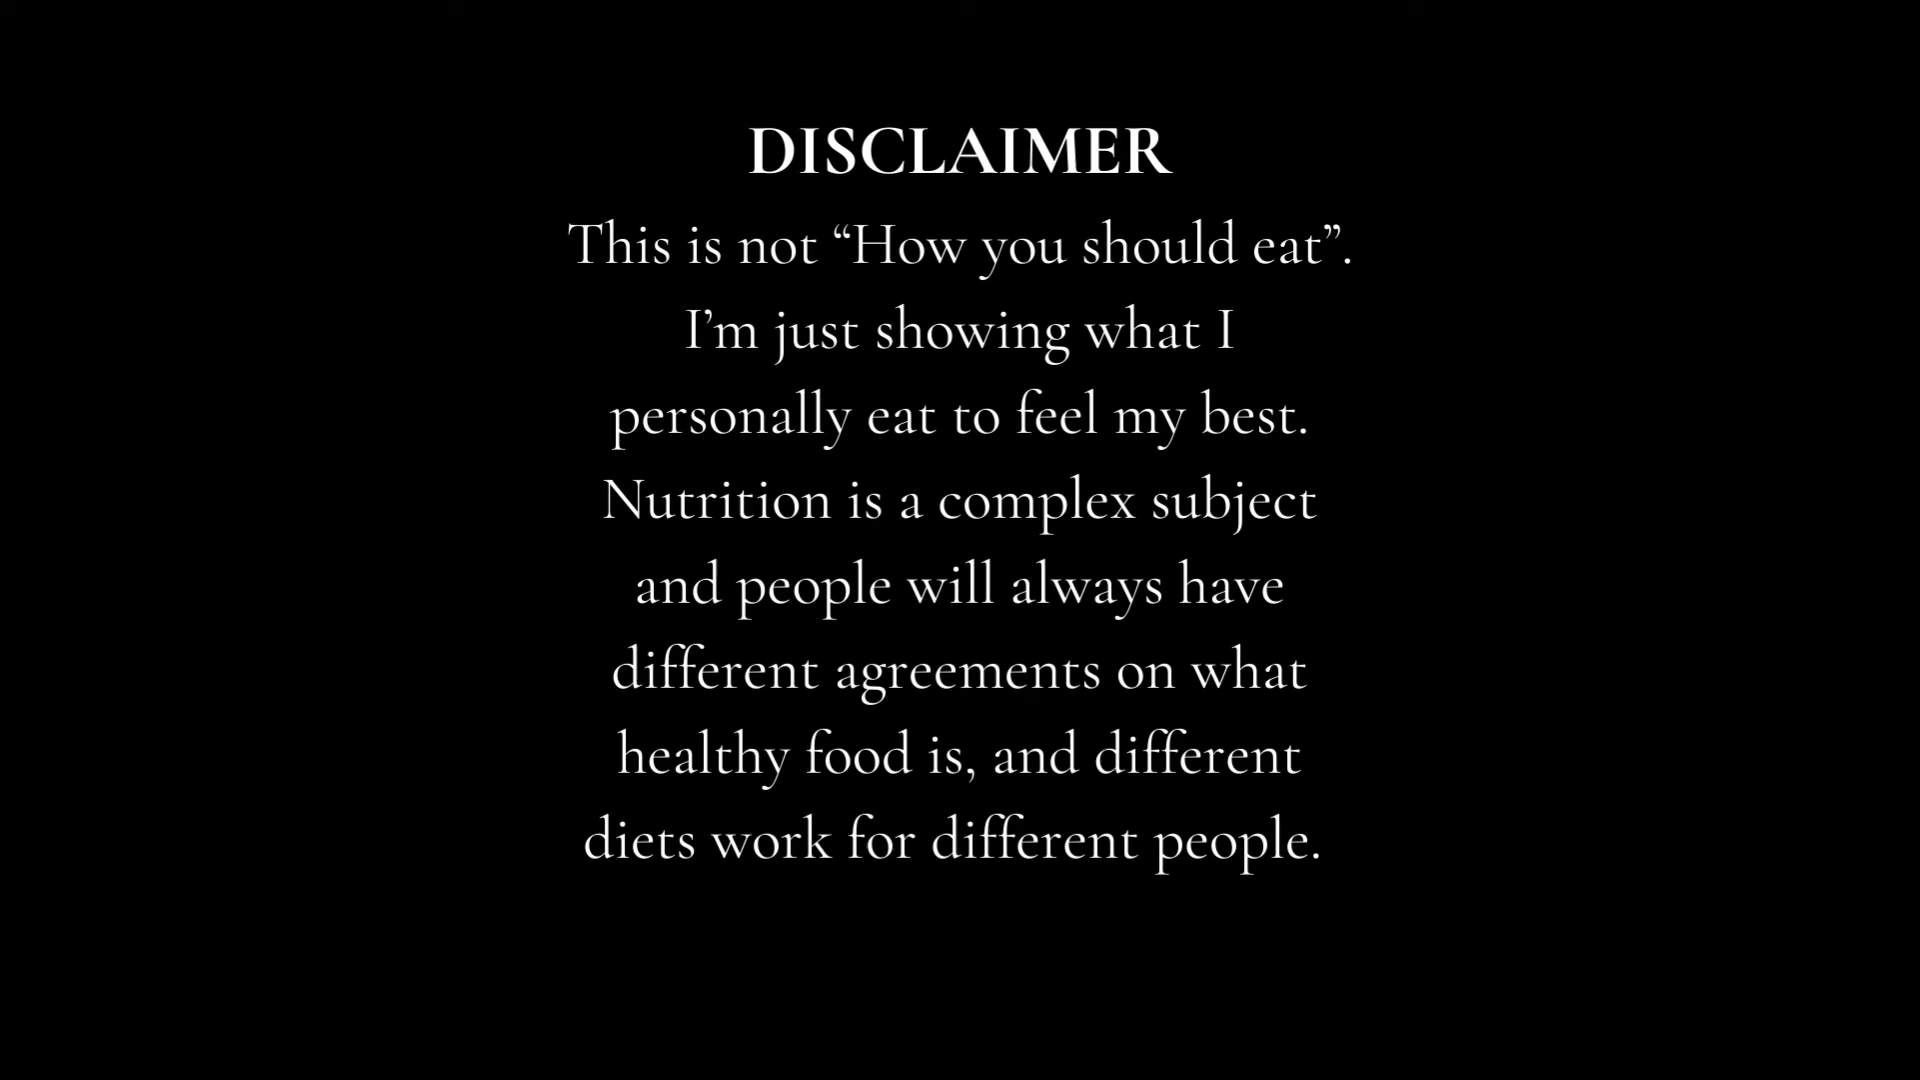 DISCLAIMER
This is not “How you should eat”.
I’m just showing what I
personally eat to feel my best.
Nutrition is a complex subject
and people will always have
different agreements on what
healthy food is, and different
diets work for different people.